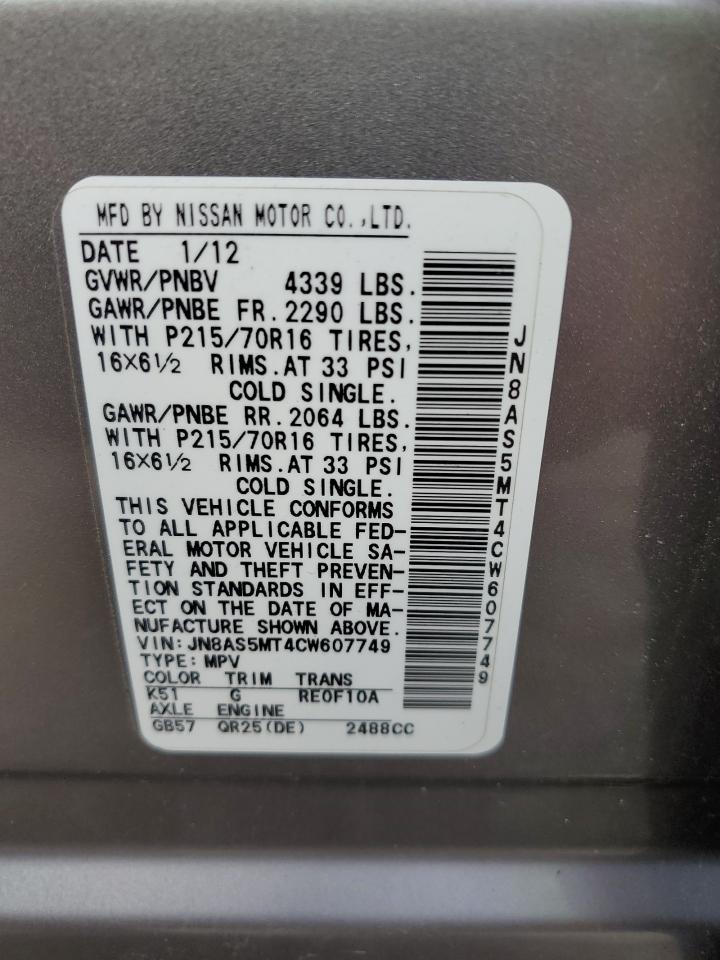 MFD BY NISSAN MOTOR CO.,LTD.
DATE 1/12
GVWR/PNBV 4339 LBS.
GAWR/PNBE FR. 2290 LBS.
WITH P215/70R16 TIRES,
16X6½ RIMS. AT 33 PSI
COLD SINGLE.
GAWR/PNBE RR. 2064 LBS.
WITH P215/70R16 TIRES,
16X6½ RIMS. AT 33 PSI
COLD SINGLE.
THIS VEHICLE CONFORMS
TO ALL APPLICABLE FED-
ERAL MOTOR VEHICLE SA-
FETY AND THEFT PREVEN-
TION STANDARDS IN EFF-
ECT ON THE DATE OF MA-
NUFACTURE SHOWN ABOVE.
VIN: JN8AS5MT4CW607749
TYPE: MPV
COLOR TRIM TRANS
K51 G RE0F10A
AXLE ENGINE
GB57 QR25(DE) 2488CC
JN8AS5MT4CW607749